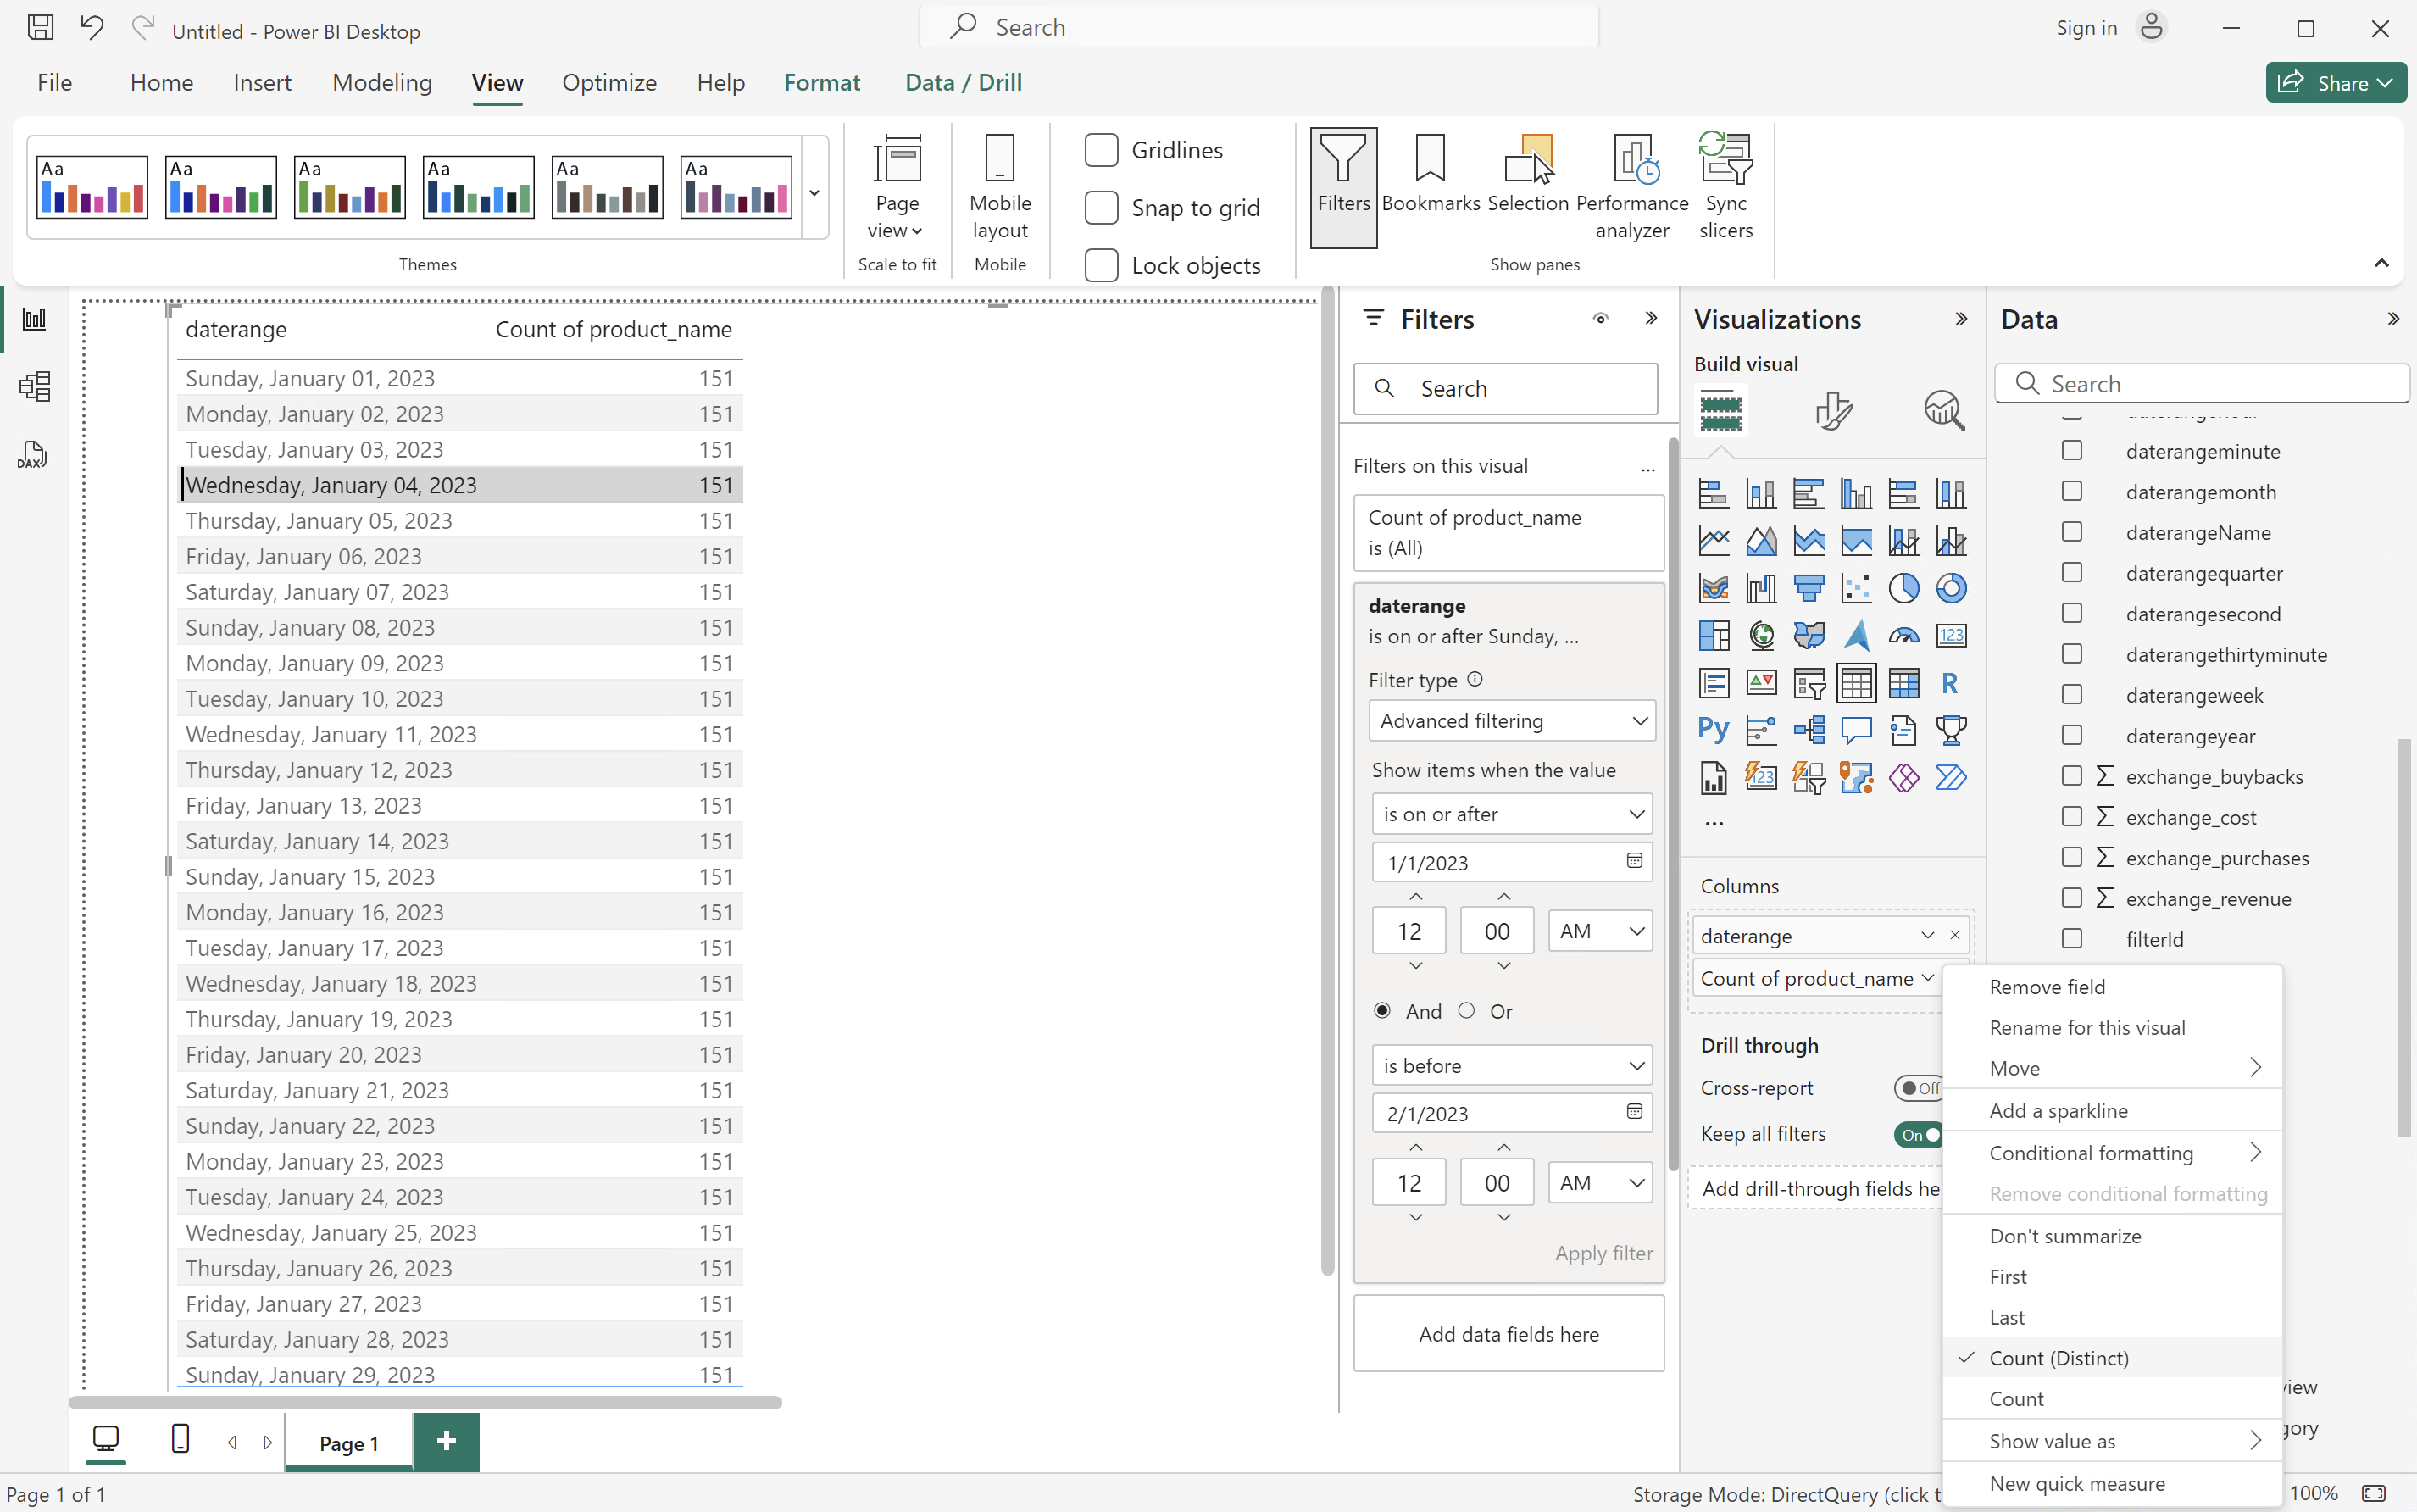 Untitled - Power BI Desktop
Search
Sign in
File
Home
Insert
Modeling
View
Optimize
Help
Format
Data / Drill
Share
Aa
Aa
Aa
Aa
Aa
Aa
Themes
Page
view
Scale to fit
Mobile
layout
Mobile
Gridlines
Snap to grid
Lock objects
Filters
Bookmarks
Selection
Performance
analyzer
Sync
slicers
Show panes
DAX
daterange Count of product_name
Sunday, January 01, 2023 151
Monday, January 02, 2023 151
Tuesday, January 03, 2023 151
Wednesday, January 04, 2023 151
Thursday, January 05, 2023 151
Friday, January 06, 2023 151
Saturday, January 07, 2023 151
Sunday, January 08, 2023 151
Monday, January 09, 2023 151
Tuesday, January 10, 2023 151
Wednesday, January 11, 2023 151
Thursday, January 12, 2023 151
Friday, January 13, 2023 151
Saturday, January 14, 2023 151
Sunday, January 15, 2023 151
Monday, January 16, 2023 151
Tuesday, January 17, 2023 151
Wednesday, January 18, 2023 151
Thursday, January 19, 2023 151
Friday, January 20, 2023 151
Saturday, January 21, 2023 151
Sunday, January 22, 2023 151
Monday, January 23, 2023 151
Tuesday, January 24, 2023 151
Wednesday, January 25, 2023 151
Thursday, January 26, 2023 151
Friday, January 27, 2023 151
Saturday, January 28, 2023 151
Sunday, January 29, 2023 151
Filters
Search
Filters on this visual ...
Count of product_name
is (All)
daterange
is on or after Sunday, ...
Filter type
Advanced filtering
Show items when the value
is on or after
1/1/2023
12 00 AM
And Or
is before
2/1/2023
12 00 AM
Apply filter
Add data fields here
Visualizations
Build visual
123
R
Py
123
...
Columns
daterange
Count of product_name
Drill through
Cross-report Off
Keep all filters On
Add drill-through fields he
Data
Search
daterangeminute
daterangemonth
daterangeName
daterangequarter
daterangesecond
daterangethirtyminute
daterangeweek
daterangeyear
Σ exchange_buybacks
Σ exchange_cost
Σ exchange_purchases
Σ exchange_revenue
filterId
Remove field
Rename for this visual
Move
Add a sparkline
Conditional formatting
Remove conditional formatting
Don't summarize
First
Last
Count (Distinct)
Count
Show value as
New quick measure
Page 1
+
Page 1 of 1
Storage Mode: DirectQuery (click t
100%